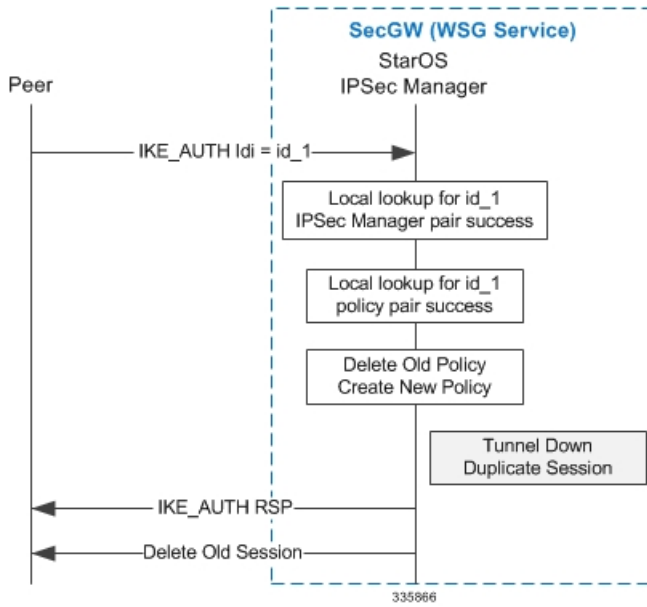 SecGW (WSG Service)
StarOS
IPSec Manager
Peer
IKE_AUTH Idi = id_1
Local lookup for id_1
IPSec Manager pair success
Local lookup for id_1
policy pair success
Delete Old Policy
Create New Policy
Tunnel Down
Duplicate Session
IKE_AUTH RSP
Delete Old Session
335866